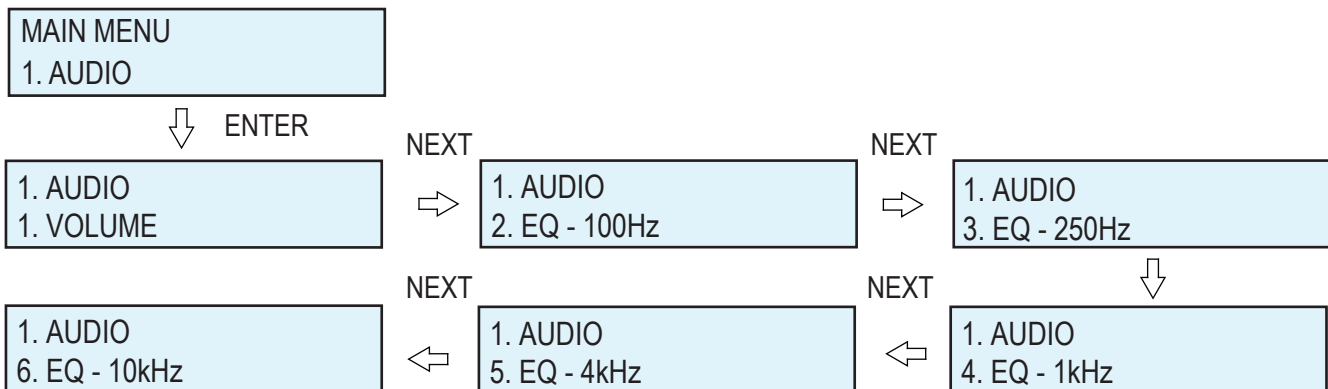 MAIN MENU
1. AUDIO
ENTER
1. AUDIO
1. VOLUME
NEXT
1. AUDIO
2. EQ - 100Hz
NEXT
1. AUDIO
3. EQ - 250Hz
NEXT
1. AUDIO
4. EQ - 1kHz
NEXT
1. AUDIO
5. EQ - 4kHz
1. AUDIO
6. EQ - 10kHz